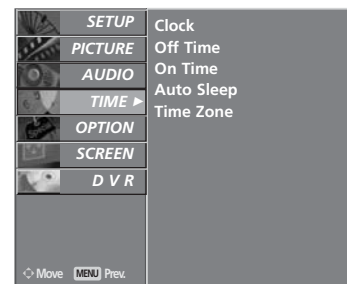 SETUP
PICTURE
AUDIO
TIME ►
OPTION
SCREEN
D V R
Clock
Off Time
On Time
Auto Sleep
Time Zone
Move MENU Prev.